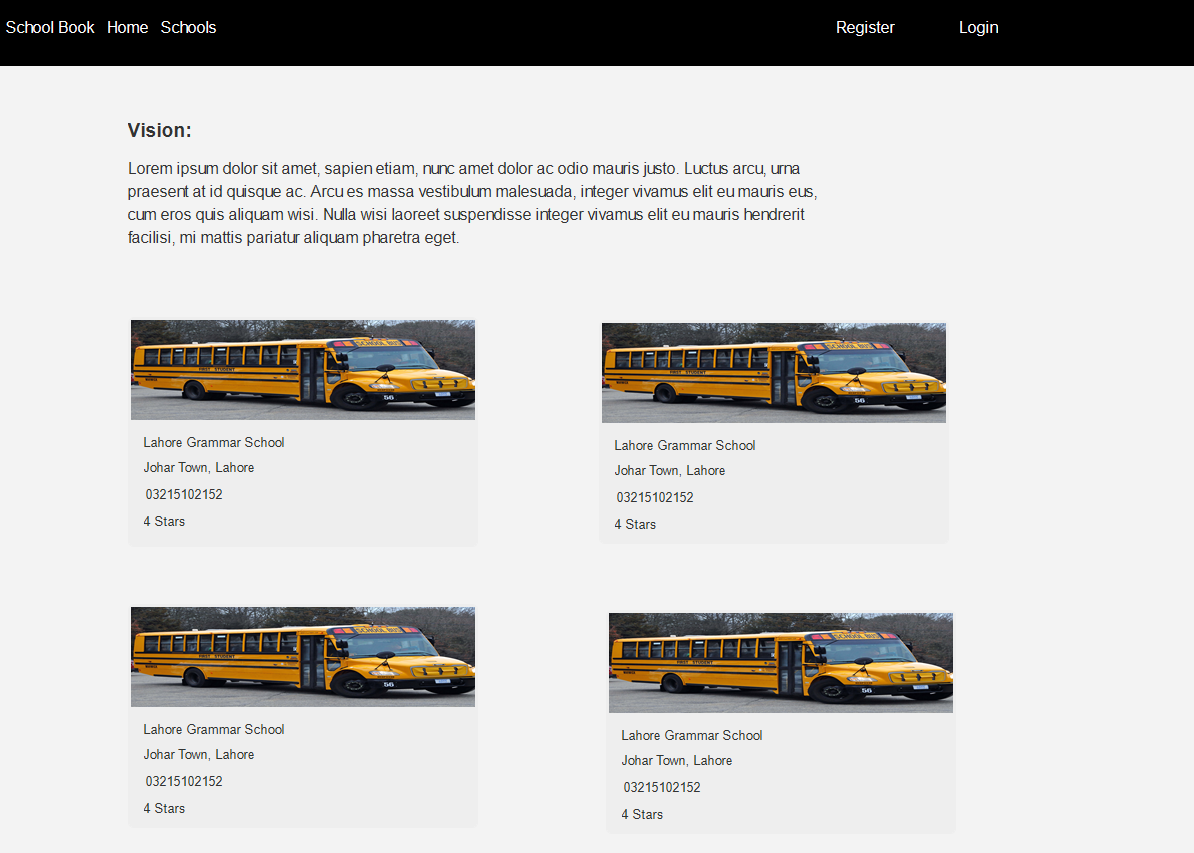 School Book Home Schools Register Login
Vision:
Lorem ipsum dolor sit amet, sapien etiam, nunc amet dolor ac odio mauris justo. Luctus arcu, urna
praesent at id quisque ac. Arcu es massa vestibulum malesuada, integer vivamus elit eu mauris eus,
cum eros quis aliquam wisi. Nulla wisi laoreet suspendisse integer vivamus elit eu mauris hendrerit
facilisi, mi mattis pariatur aliquam pharetra eget.
SCHOOL BUS
FIRST STUDENT
56
Lahore Grammar School
Johar Town, Lahore
03215102152
4 Stars
SCHOOL BUS
FIRST STUDENT
56
Lahore Grammar School
Johar Town, Lahore
03215102152
4 Stars
SCHOOL BUS
FIRST STUDENT
56
Lahore Grammar School
Johar Town, Lahore
03215102152
4 Stars
SCHOOL BUS
FIRST STUDENT
56
Lahore Grammar School
Johar Town, Lahore
03215102152
4 Stars